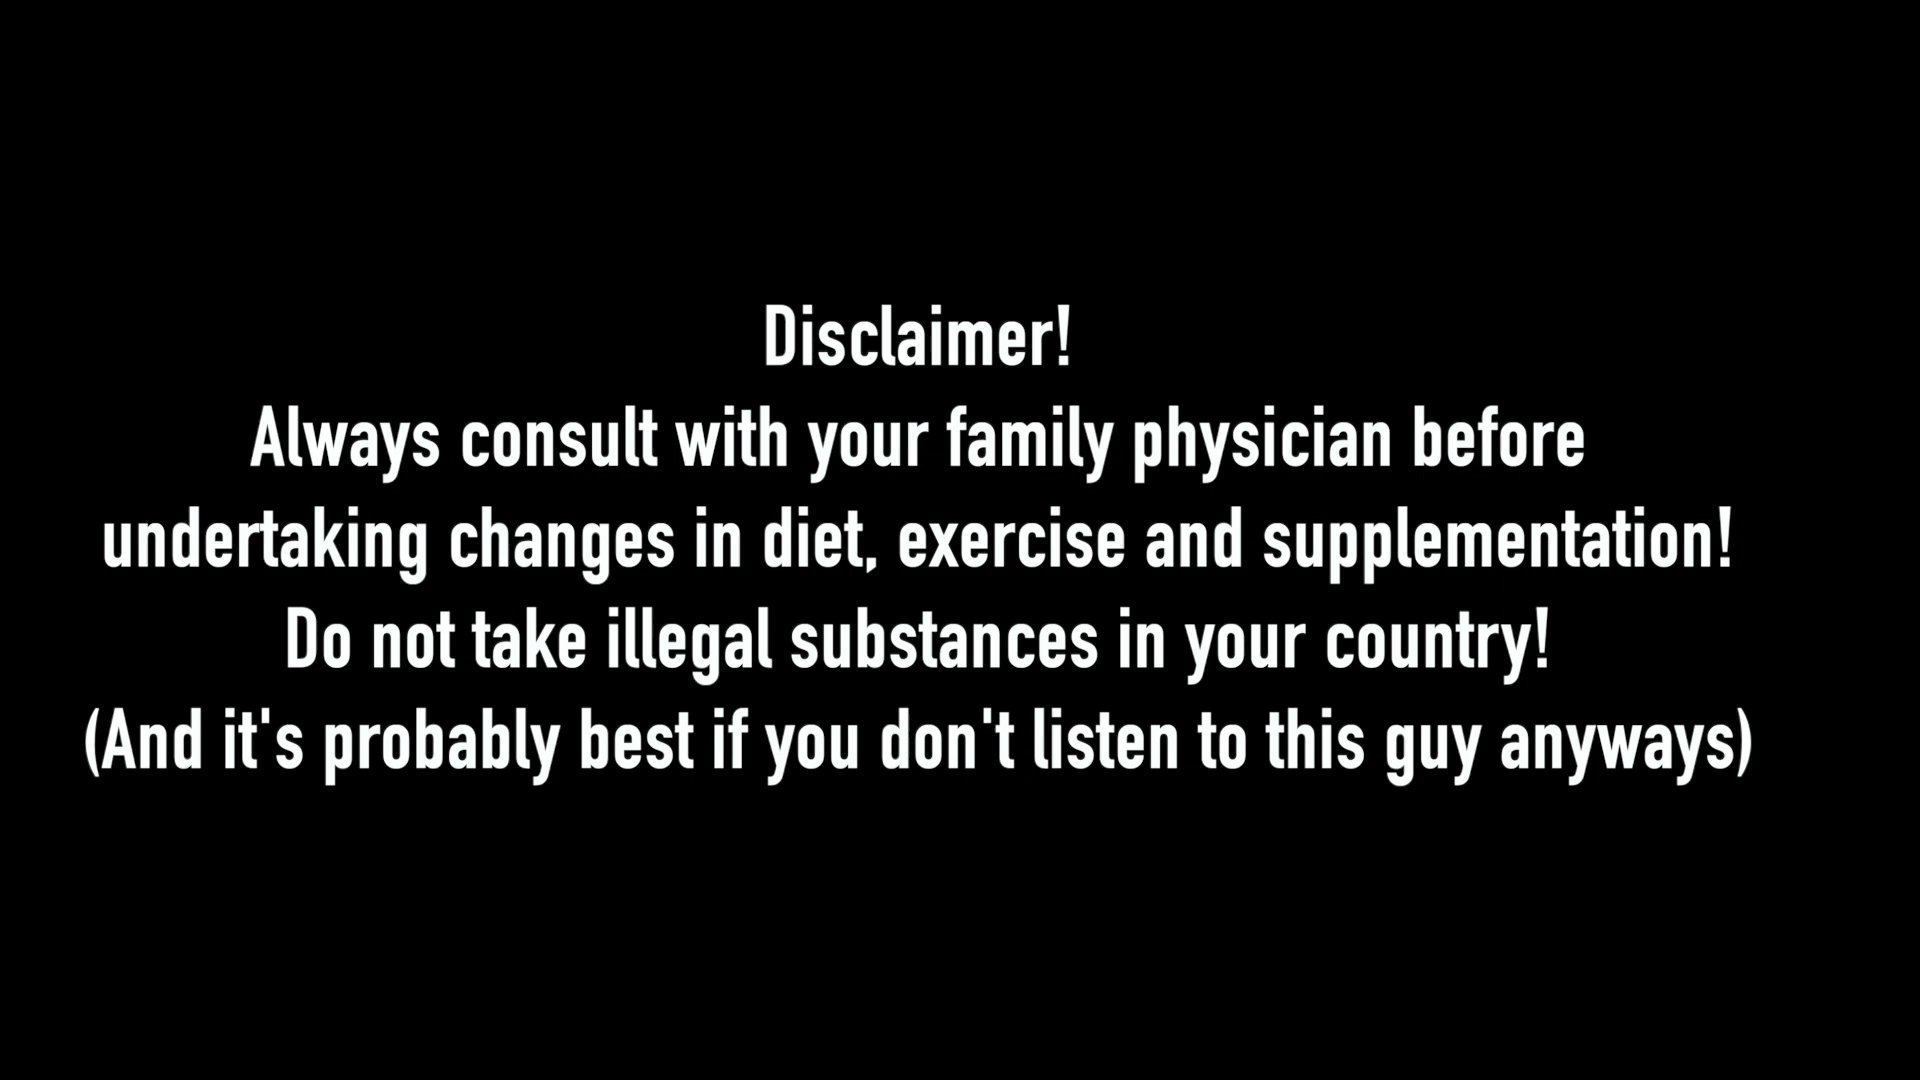 Disclaimer!
Always consult with your family physician before
undertaking changes in diet, exercise and supplementation!
Do not take illegal substances in your country!
(And it's probably best if you don't listen to this guy anyways)